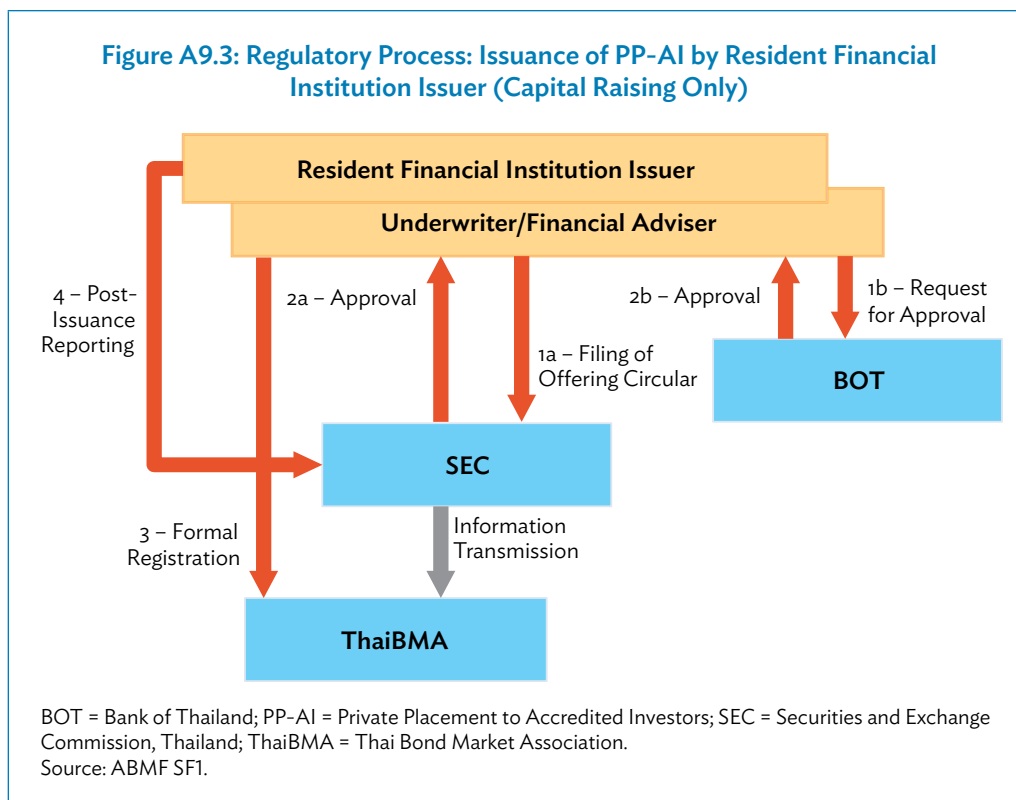 Figure A9.3: Regulatory Process: Issuance of PP-AI by Resident Financial
Institution Issuer (Capital Raising Only)
Resident Financial Institution Issuer
Underwriter/Financial Adviser
4 – Post-
Issuance
Reporting
2a – Approval
1a – Filing of
Offering Circular
2b – Approval
1b – Request
for Approval
BOT
SEC
3 – Formal
Registration
Information
Transmission
ThaiBMA
BOT = Bank of Thailand; PP-AI = Private Placement to Accredited Investors; SEC = Securities and Exchange
Commission, Thailand; ThaiBMA = Thai Bond Market Association.
Source: ABMF SF1.